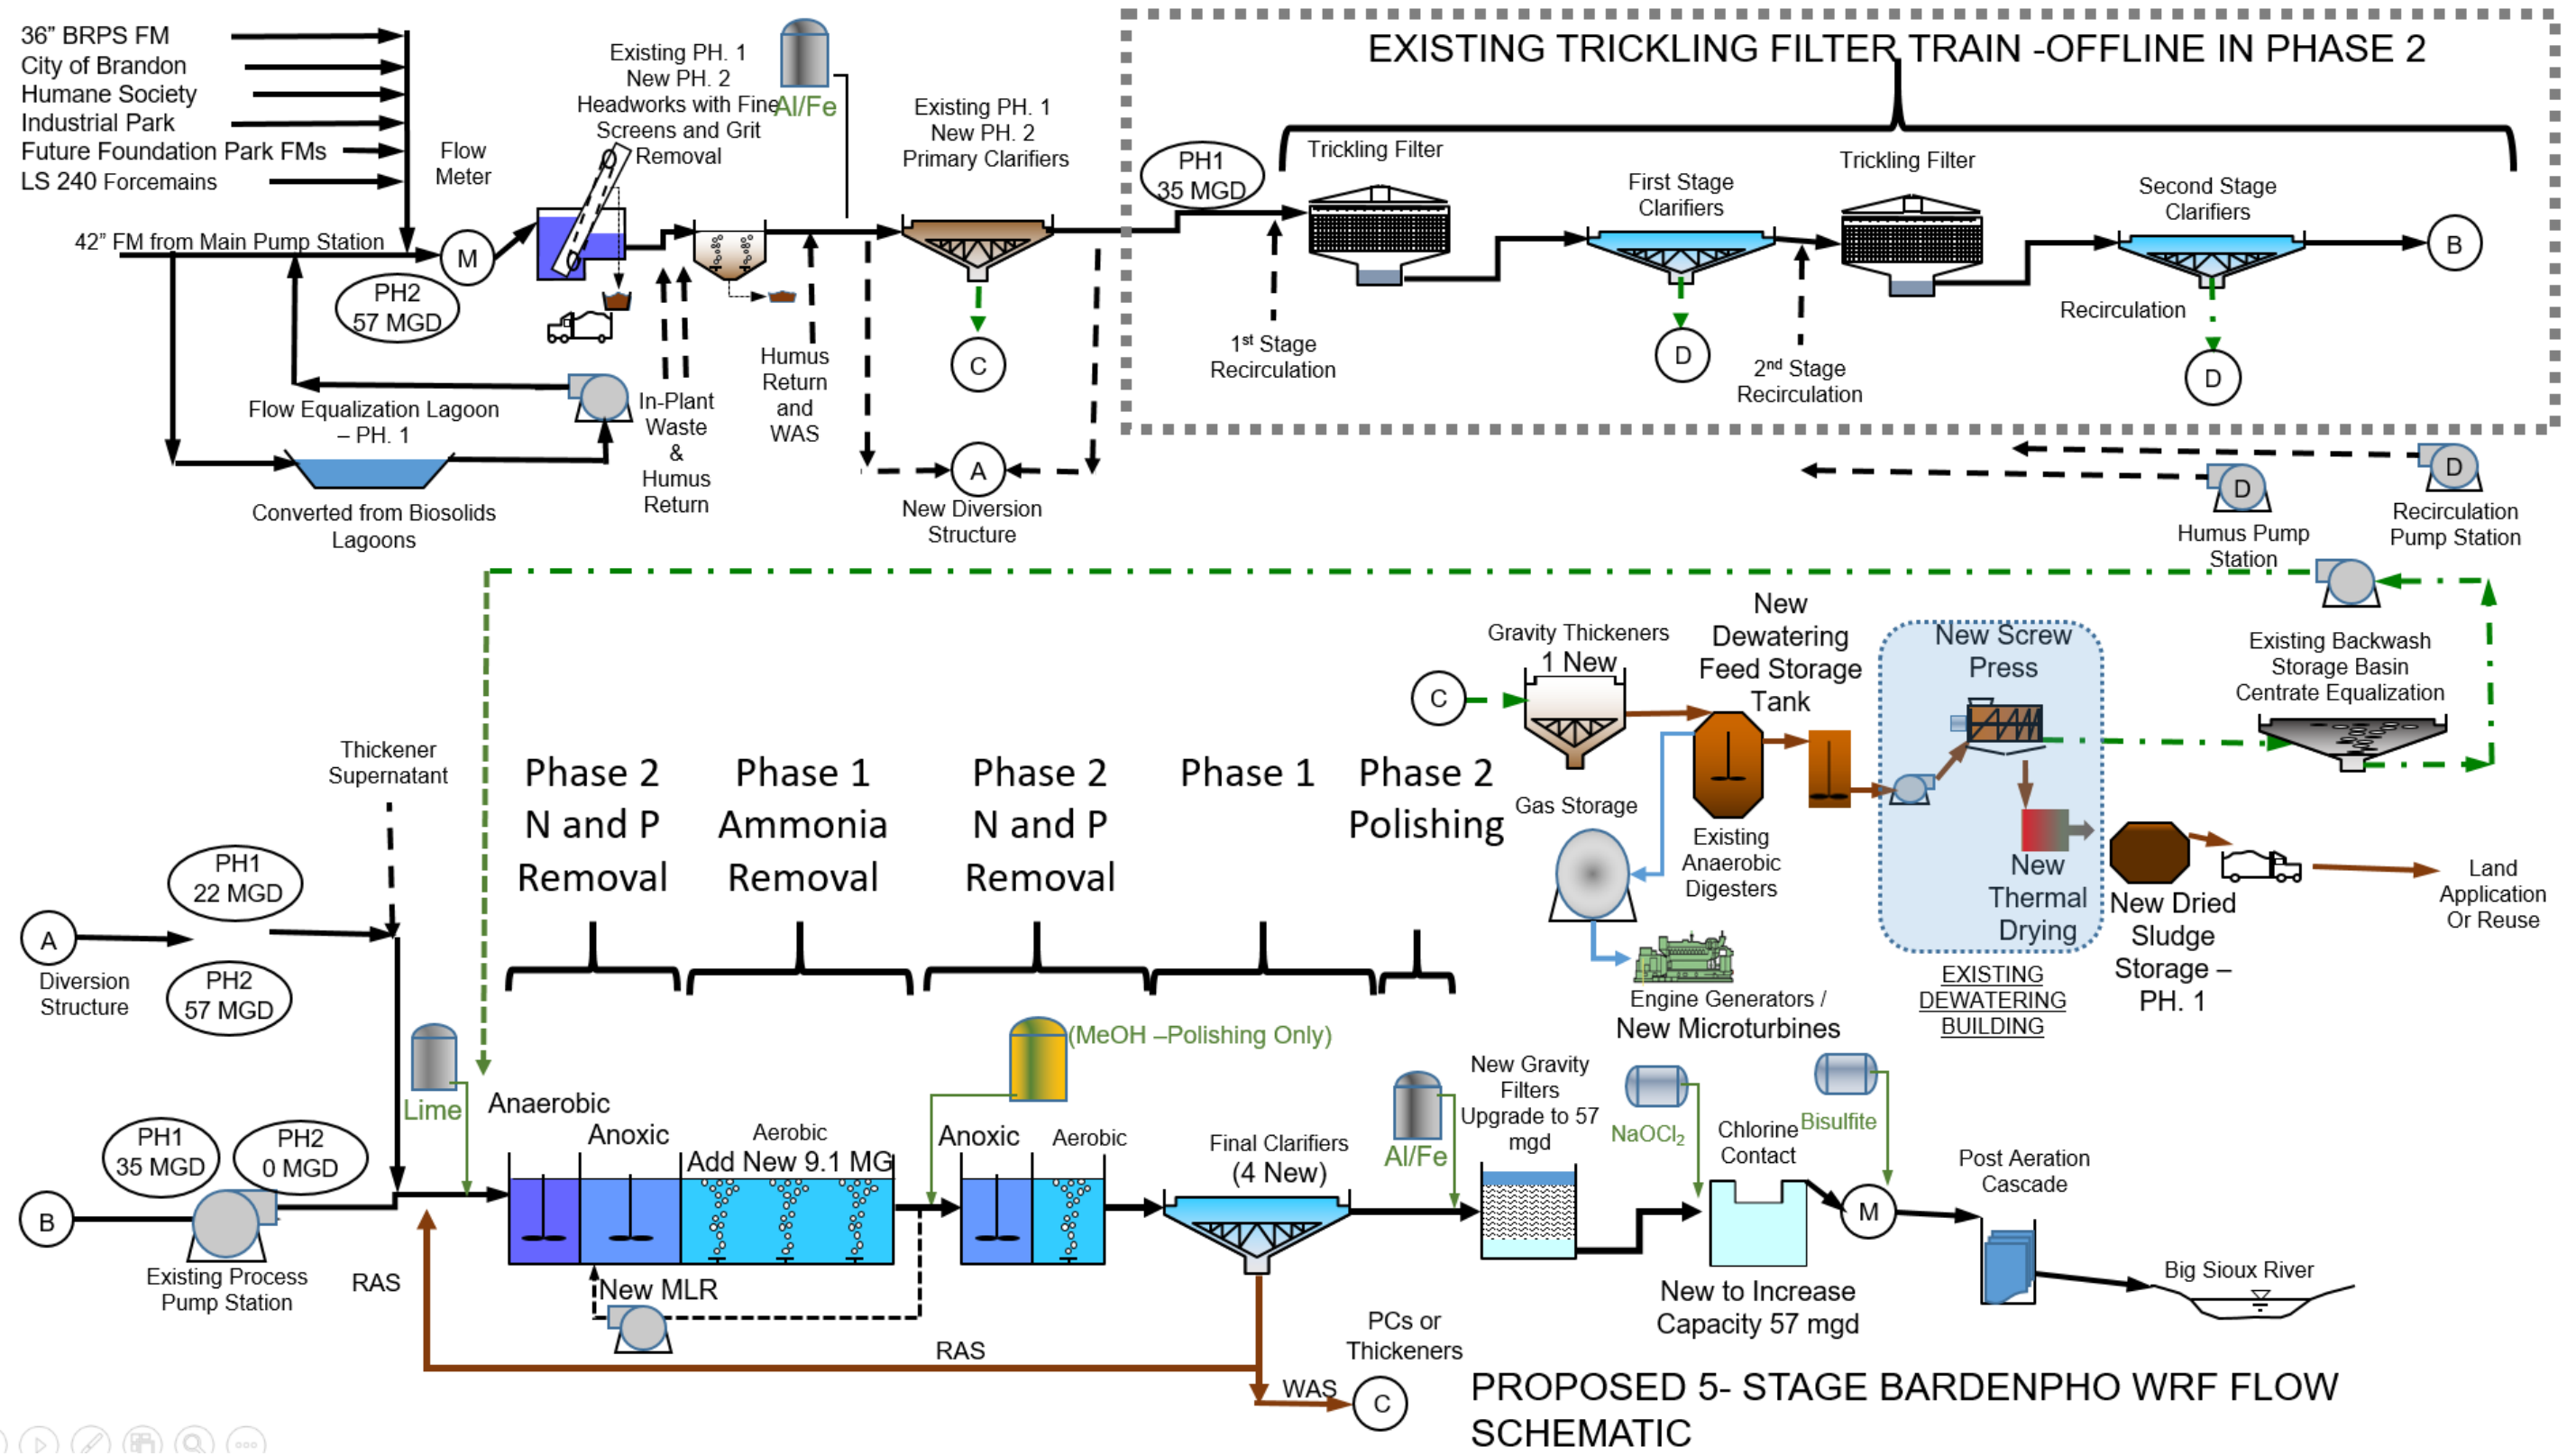 36” BRPS FM
City of Brandon
Humane Society
Industrial Park
Future Foundation Park FMs
LS 240 Forcemains
42” FM from Main Pump Station
Flow
Meter
M
PH2
57 MGD
Flow Equalization Lagoon
– PH. 1
Converted from Biosolids
Lagoons
Existing PH. 1
New PH. 2
Headworks with Fine
Screens and Grit
Removal
Al/Fe
In-Plant
Waste
&
Humus
Return
Humus
Return
and
WAS
Existing PH. 1
New PH. 2
Primary Clarifiers
C
A
New Diversion
Structure
EXISTING TRICKLING FILTER TRAIN -OFFLINE IN PHASE 2
PH1
35 MGD
Trickling Filter
1st Stage
Recirculation
First Stage
Clarifiers
D
2nd Stage
Recirculation
Trickling Filter
Second Stage
Clarifiers
Recirculation
D
B
D
Humus Pump
Station
D
Recirculation
Pump Station
C
Gravity Thickeners
1 New
New
Dewatering
Feed Storage
Tank
Existing
Anaerobic
Digesters
Gas Storage
Engine Generators /
New Microturbines
New Screw
Press
New
Thermal
Drying
EXISTING
DEWATERING
BUILDING
Existing Backwash
Storage Basin
Centrate Equalization
New Dried
Sludge
Storage –
PH. 1
Land
Application
Or Reuse
Thickener
Supernatant
Phase 2
N and P
Removal
Phase 1
Ammonia
Removal
Phase 2
N and P
Removal
Phase 1
Phase 2
Polishing
A
Diversion
Structure
PH1
22 MGD
PH2
57 MGD
PH1
35 MGD
PH2
0 MGD
B
Existing Process
Pump Station
Lime
RAS
Anaerobic
Anoxic
Aerobic
Add New 9.1 MG
New MLR
(MeOH –Polishing Only)
Anoxic
Aerobic
Final Clarifiers
(4 New)
RAS
WAS
PCs or
Thickeners
C
Al/Fe
New Gravity
Filters
Upgrade to 57
mgd
NaOCl2
Chlorine
Contact
New to Increase
Capacity 57 mgd
Bisulfite
M
Post Aeration
Cascade
Big Sioux River
PROPOSED 5- STAGE BARDENPHO WRF FLOW
SCHEMATIC